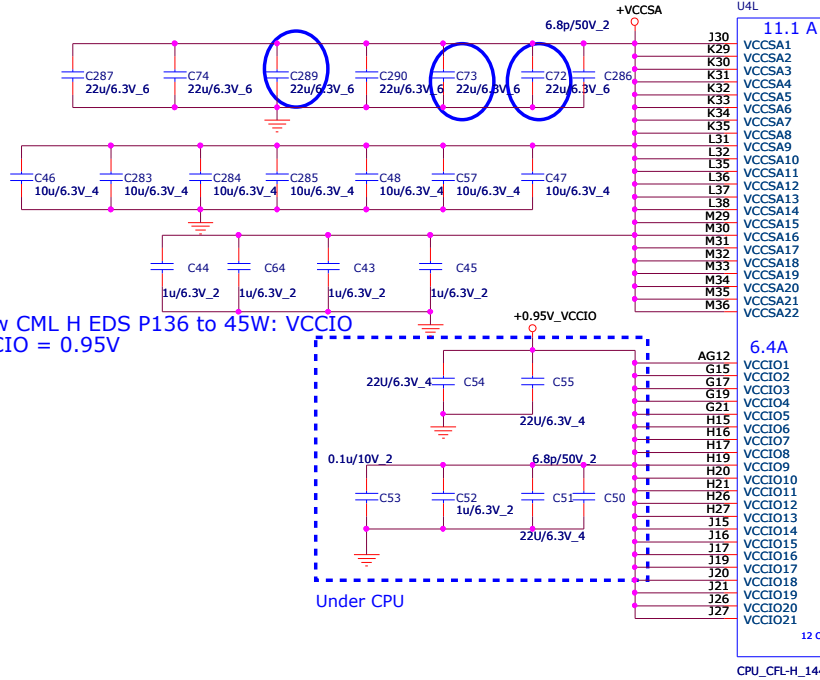 +VCCSA
U4L
6.8p/50V_2
11.1 A
C287
C74
C289
C290
C73
C72
C286
22u/6.3V_6
22u/6.3V_6
22u/6.3V_6
22u/6.3V_6
22u/6.3V_6
22u/6.3V_6
J30 VCCSA1
K29 VCCSA2
K30 VCCSA3
K31 VCCSA4
K32 VCCSA5
K33 VCCSA6
K34 VCCSA7
K35 VCCSA8
L31 VCCSA9
L32 VCCSA10
L35 VCCSA11
L36 VCCSA12
L37 VCCSA13
L38 VCCSA14
M29 VCCSA15
M30 VCCSA16
M31 VCCSA17
M32 VCCSA18
M33 VCCSA19
M34 VCCSA20
M35 VCCSA21
M36 VCCSA22
C46
C283
C284
C285
C48
C57
C47
10u/6.3V_4
10u/6.3V_4
10u/6.3V_4
10u/6.3V_4
10u/6.3V_4
10u/6.3V_4
10u/6.3V_4
C44
C64
C43
C45
1u/6.3V_2
1u/6.3V_2
1u/6.3V_2
1u/6.3V_2
w CML H EDS P136 to 45W: VCCIO
CIO = 0.95V
+0.95V_VCCIO
6.4A
22U/6.3V_4
C54
C55
22U/6.3V_4
0.1u/10V_2
6.8p/50V_2
C53
C52
C51
C50
1u/6.3V_2
22U/6.3V_4
Under CPU
AG12 VCCIO1
G15 VCCIO2
G17 VCCIO3
G19 VCCIO4
G21 VCCIO5
H15 VCCIO6
H16 VCCIO7
H17 VCCIO8
H19 VCCIO9
H20 VCCIO10
H21 VCCIO11
H26 VCCIO12
H27 VCCIO13
J15 VCCIO14
J16 VCCIO15
J17 VCCIO16
J19 VCCIO17
J20 VCCIO18
J21 VCCIO19
J26 VCCIO20
J27 VCCIO21
12 O
CPU_CFL-H_144